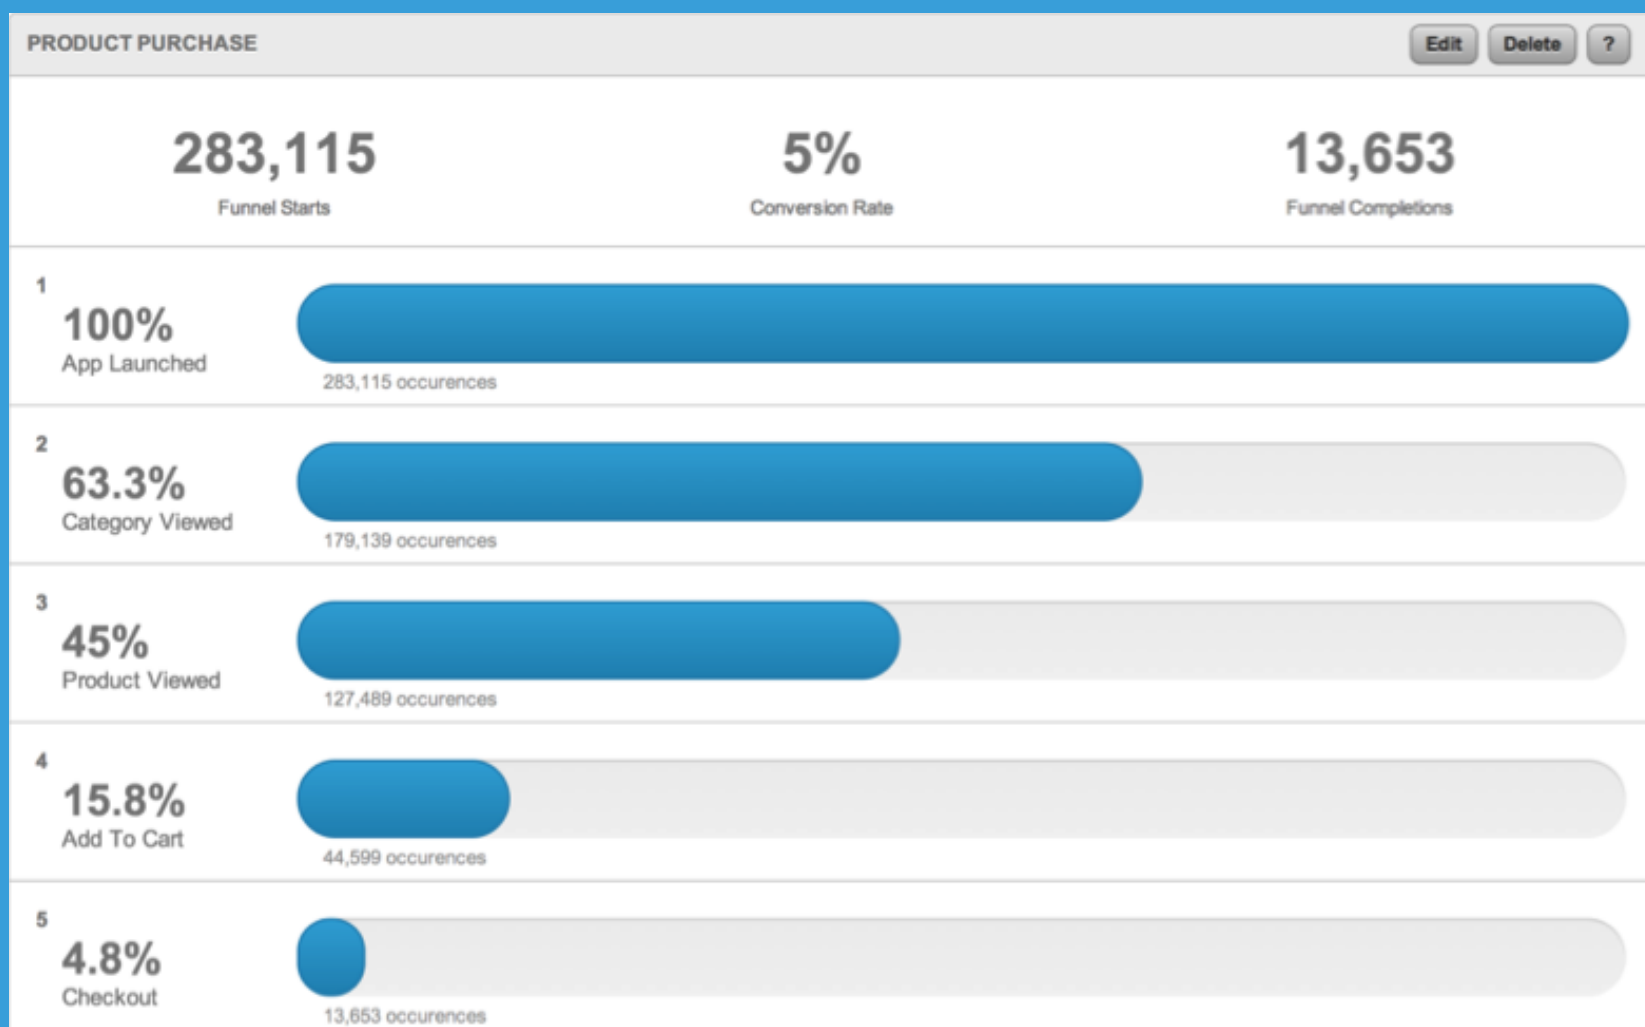 PRODUCT PURCHASE
Edit
Delete
?
283,115
5%
13,653
Funnel Starts
Conversion Rate
Funnel Completions
1
100%
App Launched
283,115 occurences
2
63.3%
Category Viewed
179,139 occurences
3
45%
Product Viewed
127,489 occurences
4
15.8%
Add To Cart
44,599 occurences
5
4.8%
Checkout
13,653 occurences